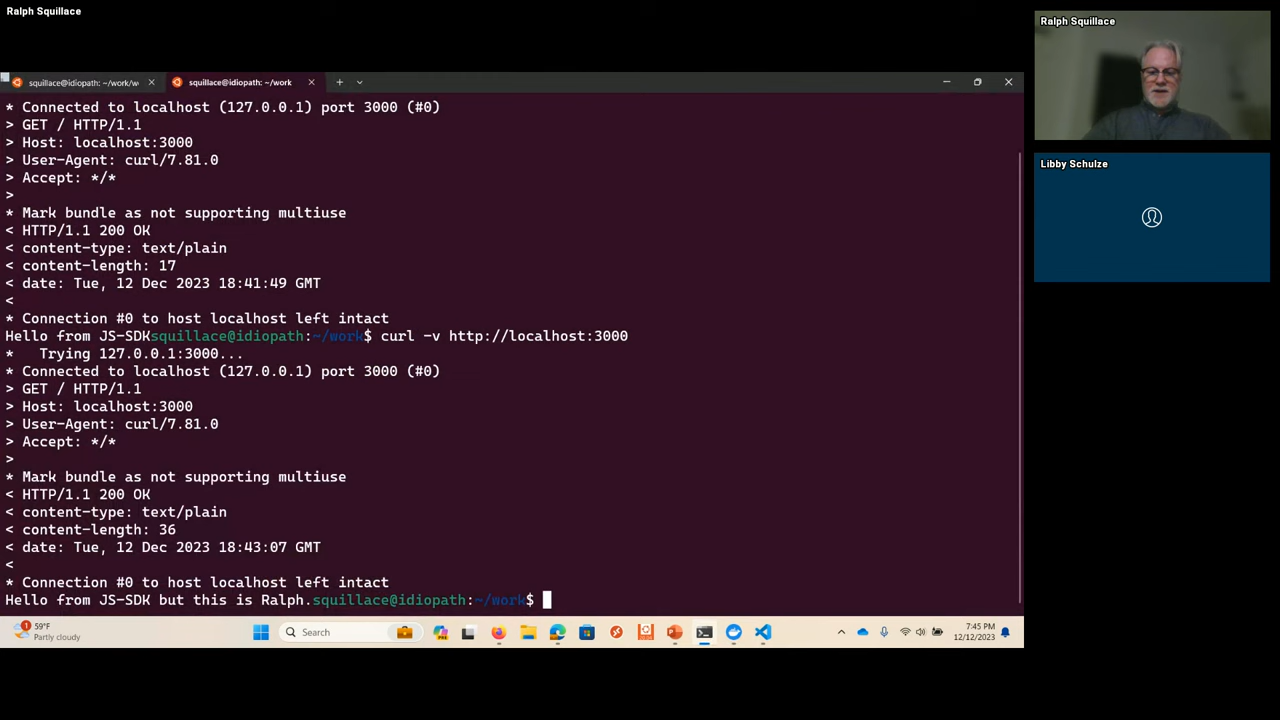 Ralph Squillace
Ralph Squillace
Libby Schulze
squillace@idiopath: ~/work/w
squillace@idiopath: ~/work
* Connected to localhost (127.0.0.1) port 3000 (#0)
> GET / HTTP/1.1
> Host: localhost:3000
> User-Agent: curl/7.81.0
> Accept: */*
>
* Mark bundle as not supporting multiuse
< HTTP/1.1 200 OK
< content-type: text/plain
< content-length: 17
< date: Tue, 12 Dec 2023 18:41:49 GMT
<
* Connection #0 to host localhost left intact
Hello from JS-SDKsquillace@idiopath:~/work$ curl -v http://localhost:3000
*   Trying 127.0.0.1:3000...
* Connected to localhost (127.0.0.1) port 3000 (#0)
> GET / HTTP/1.1
> Host: localhost:3000
> User-Agent: curl/7.81.0
> Accept: */*
>
* Mark bundle as not supporting multiuse
< HTTP/1.1 200 OK
< content-type: text/plain
< content-length: 36
< date: Tue, 12 Dec 2023 18:43:07 GMT
<
* Connection #0 to host localhost left intact
Hello from JS-SDK but this is Ralph.squillace@idiopath:~/work$
1
59°F
Partly cloudy
Search
7:45 PM
12/12/2023